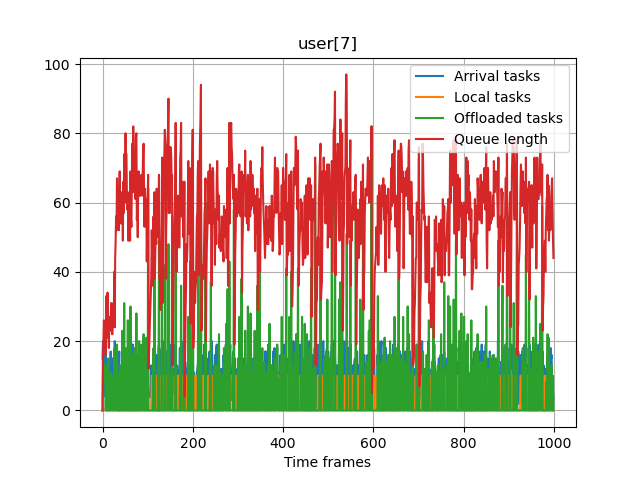 user[7]
Arrival tasks
Local tasks
Offloaded tasks
Queue length
100
80
60
40
20
0
0 200 400 600 800 1000
Time frames